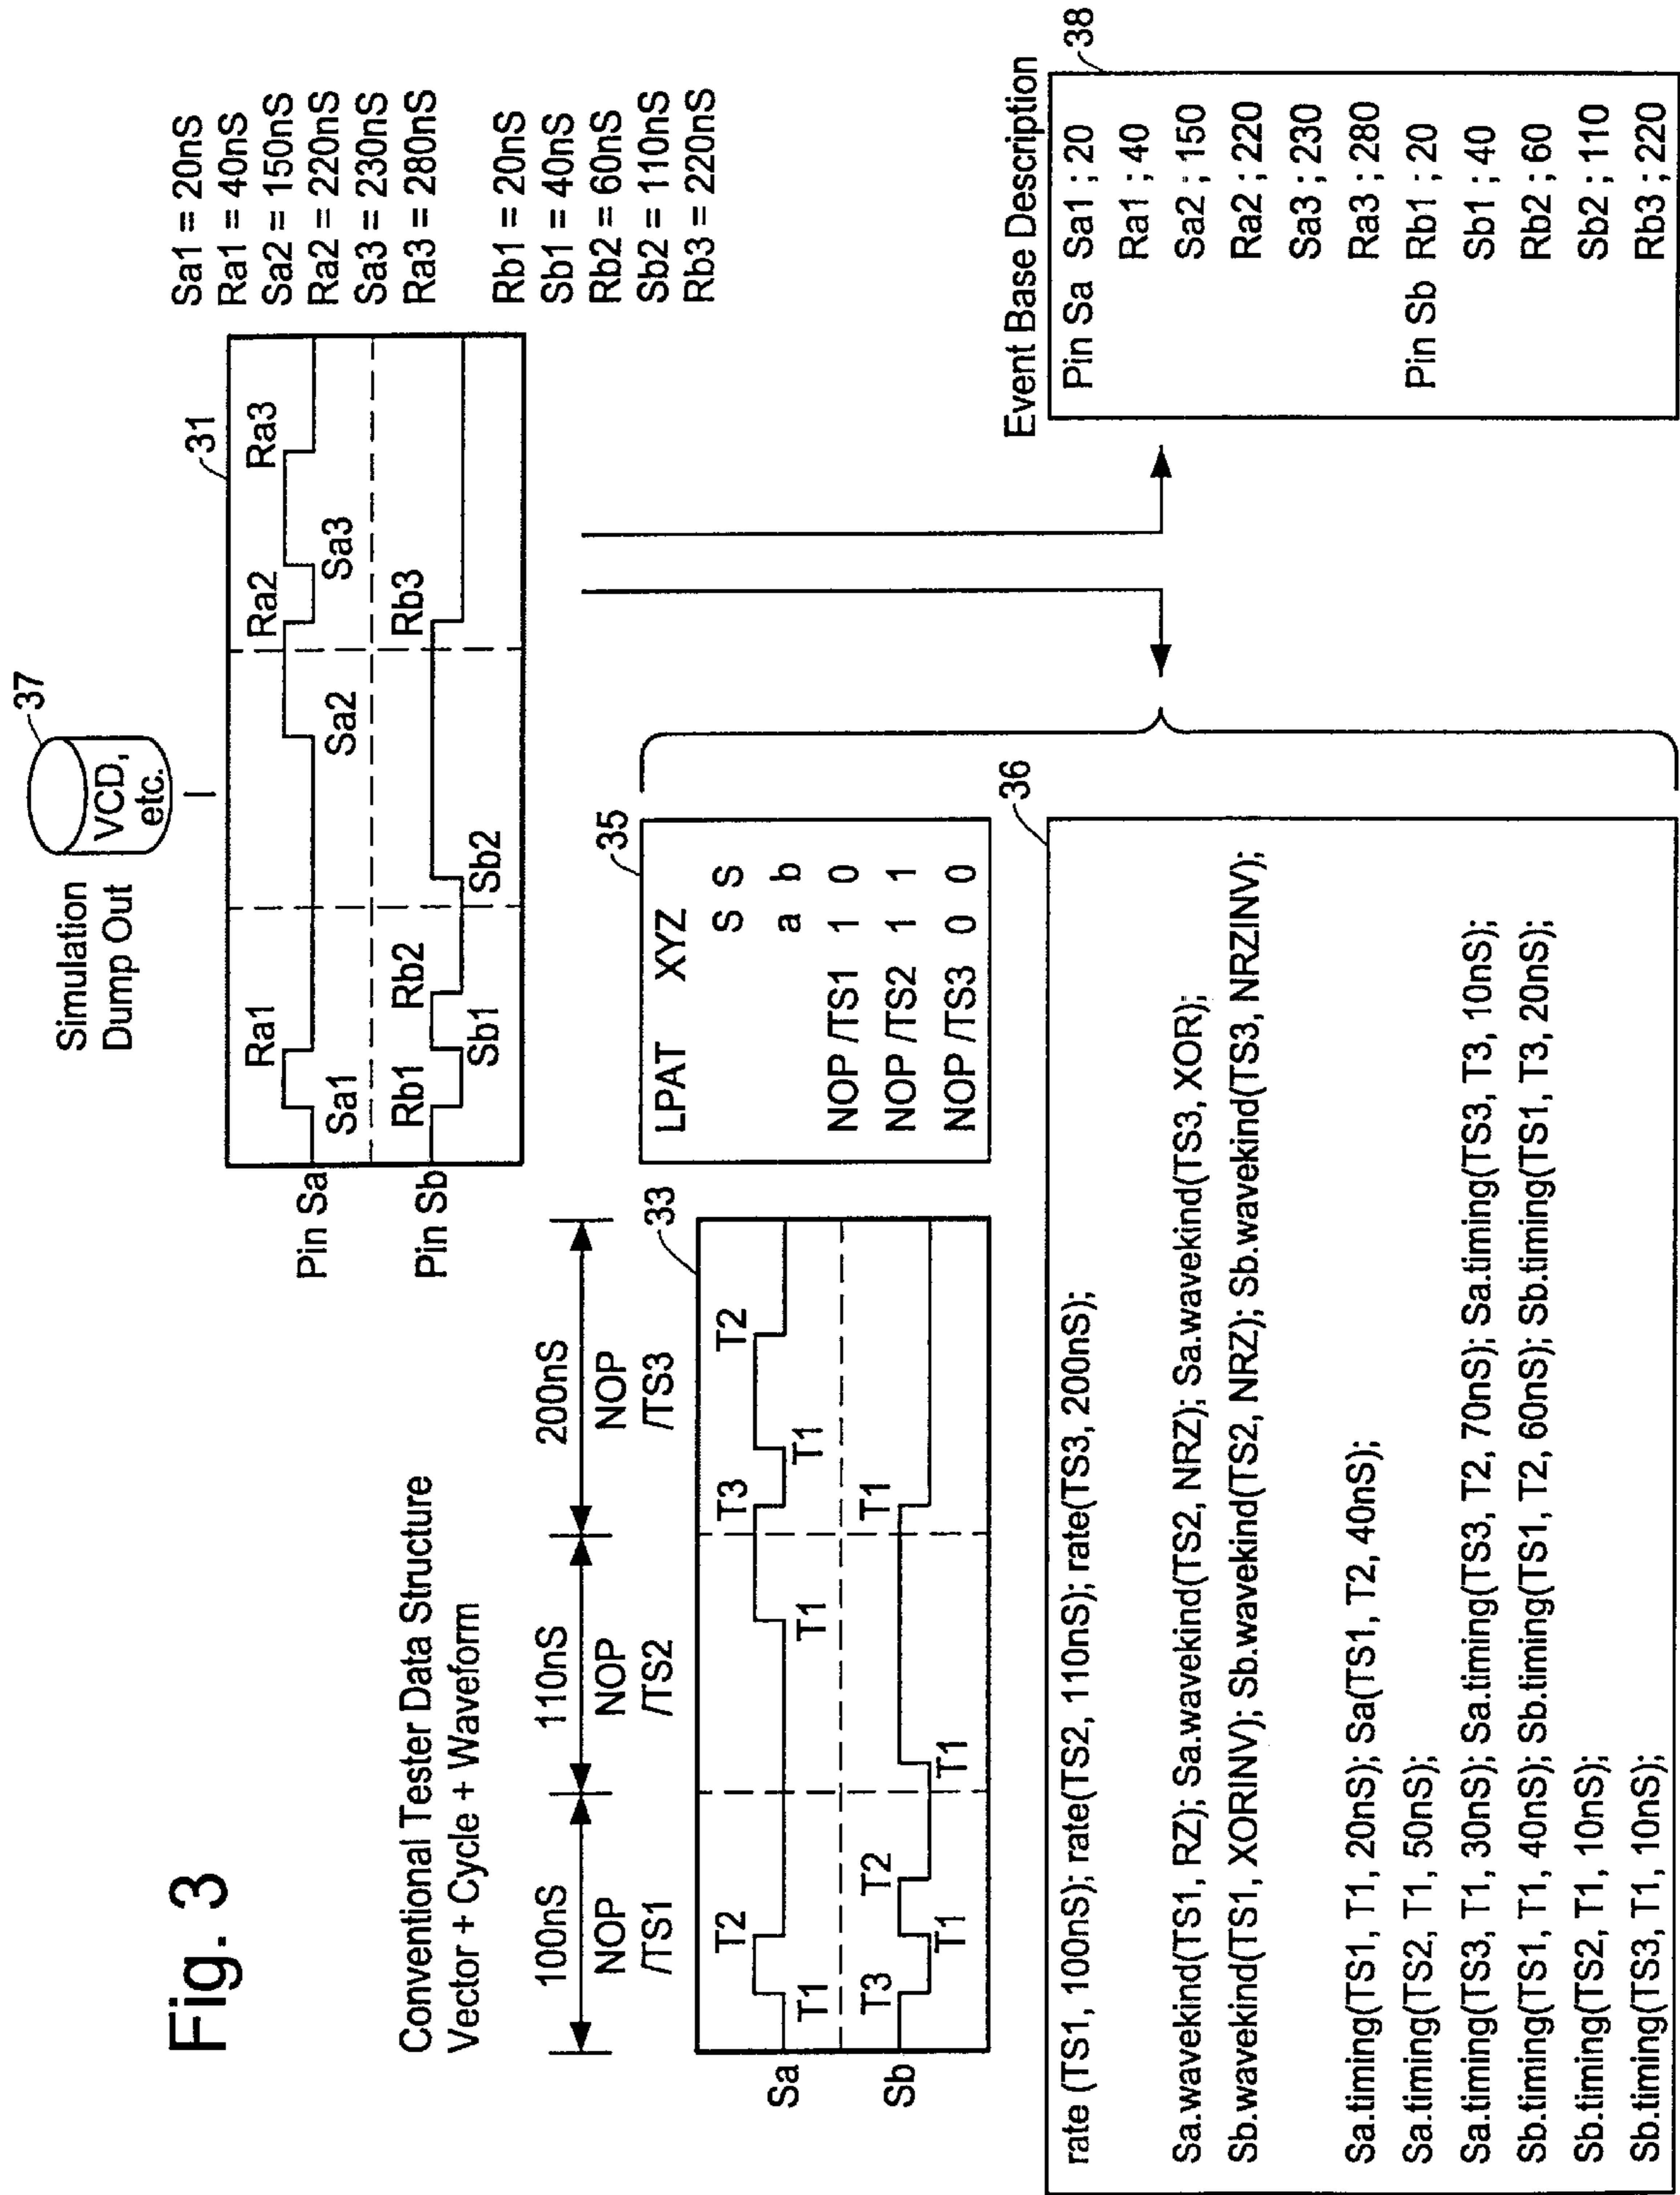 Fig. 3
Simulation
Dump Out
VCD,
etc.
37
31
Pin Sa
Sa1
Ra1
Sa2
Ra2
Sa3
Ra3
Pin Sb
Rb1
Sb1
Rb2
Sb2
Rb3
Sa1 = 20nS
Ra1 = 40nS
Sa2 = 150nS
Ra2 = 220nS
Sa3 = 230nS
Ra3 = 280nS
Rb1 = 20nS
Sb1 = 40nS
Rb2 = 60nS
Sb2 = 110nS
Rb3 = 220nS
Conventional Tester Data Structure
Vector + Cycle + Waveform
100nS
NOP
/TS1
110nS
NOP
/TS2
200nS
NOP
/TS3
33
Sa
T1
T2
T1
T3
T1
T2
Sb
T3
T1
T2
T1
T1
35
LPAT XYZ
S S
a b
NOP /TS1 1 0
NOP /TS2 1 1
NOP /TS3 0 0
36
rate (TS1, 100nS); rate(TS2, 110nS); rate(TS3, 200nS);
Sa.wavekind(TS1, RZ); Sa.wavekind(TS2, NRZ); Sa.wavekind(TS3, XOR);
Sb.wavekind(TS1, XORINV); Sb.wavekind(TS2, NRZ); Sb.wavekind(TS3, NRZINV);
Sa.timing(TS1, T1, 20nS); Sa(TS1, T2, 40nS);
Sa.timing(TS2, T1, 50nS);
Sa.timing(TS3, T1, 30nS); Sa.timing(TS3, T2, 70nS); Sa.timing(TS3, T3, 10nS);
Sb.timing(TS1, T1, 40nS); Sb.timing(TS1, T2, 60nS); Sb.timing(TS1, T3, 20nS);
Sb.timing(TS2, T1, 10nS);
Sb.timing(TS3, T1, 10nS);
Event Base Description
38
Pin Sa Sa1 ; 20
Ra1 ; 40
Sa2 ; 150
Ra2 ; 220
Sa3 ; 230
Ra3 ; 280
Pin Sb Rb1 ; 20
Sb1 ; 40
Rb2 ; 60
Sb2 ; 110
Rb3 ; 220